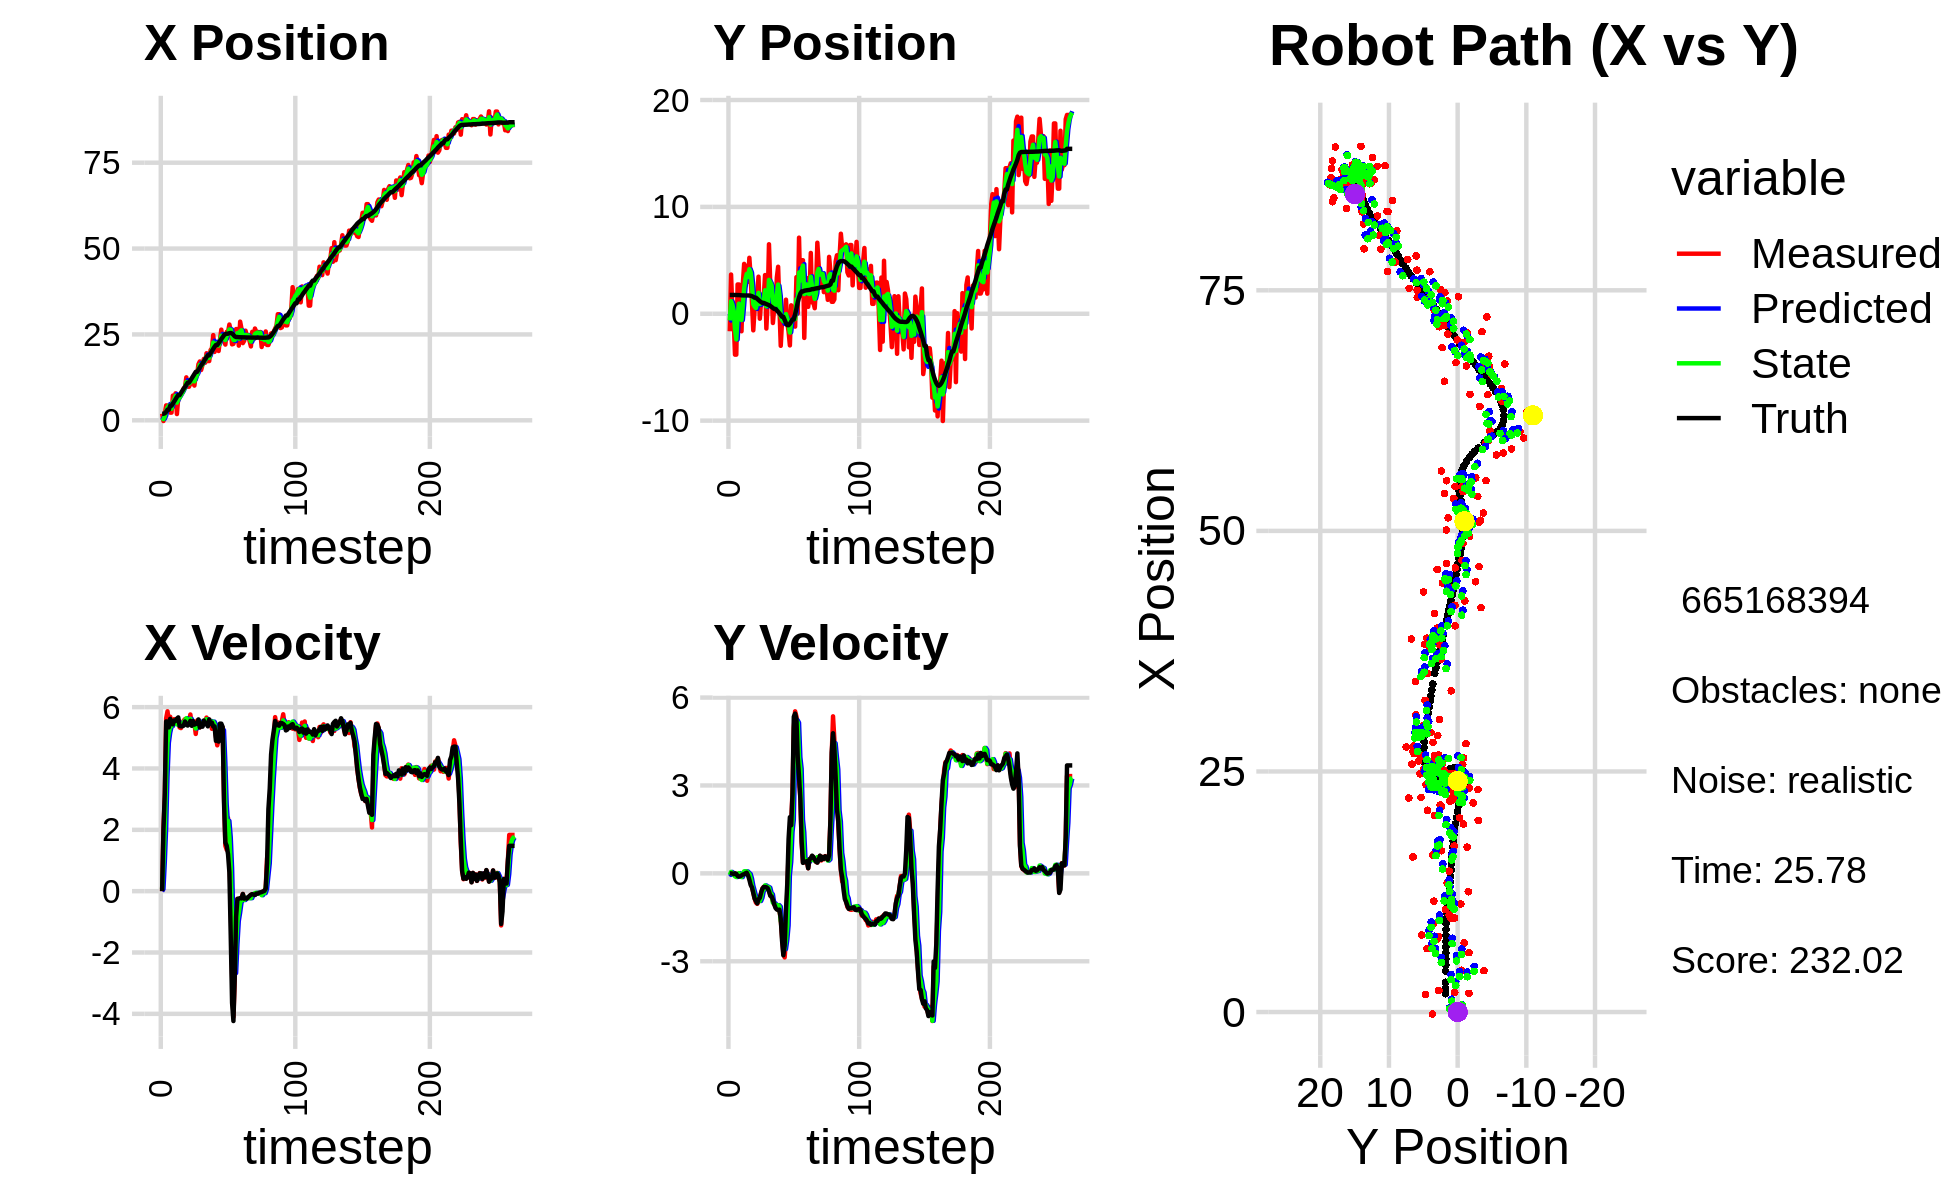 X Position
75
50
25
0
0
100
200
timestep
Y Position
20
10
0
-10
0
100
200
timestep
X Velocity
6
4
2
0
-2
-4
0
100
200
timestep
Y Velocity
6
3
0
-3
0
100
200
timestep
Robot Path (X vs Y)
X Position
75
50
25
0
20 10 0 -10 -20
Y Position
variable
Measured
Predicted
State
Truth
665168394
Obstacles: none
Noise: realistic
Time: 25.78
Score: 232.02